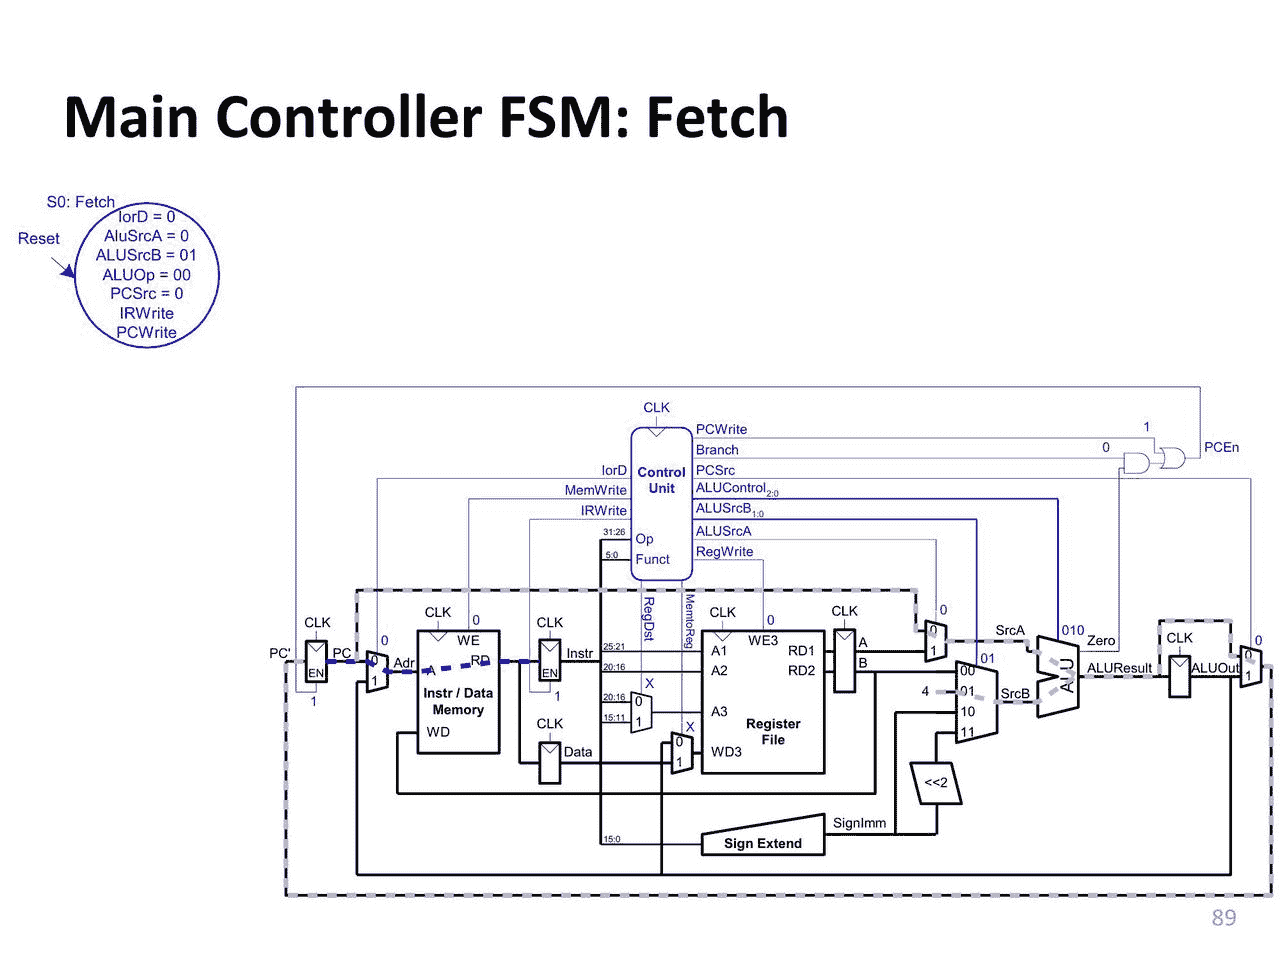 Main Controller FSM: Fetch
S0: Fetch
IorD = 0
Reset
AluSrcA = 0
ALUSrcB = 01
ALUOp = 00
PCSrc = 0
IRWrite
PCWrite
CLK
PCWrite
1
Branch
0
PCEn
IorD
Control
Unit
PCSrc
MemWrite
ALUControl2:0
IRWrite
ALUSrcB1:0
31:26
Op
ALUSrcA
5:0
Funct
RegWrite
RegDst
MemtoReg
CLK
CLK
CLK
CLK
CLK
0
0
0
0
010
WE
WE3
PC'
PC
EN
1
0
1
Adr
A
RD
Instr / Data
Memory
WD
EN
1
Instr
CLK
Data
25:21
A1
20:16
A2
20:16
0
15:11
1
X
A3
X
0
1
WD3
RD1
RD2
Register
File
A
B
0
1
SrcA
01
00
4
01
10
11
SrcB
ALU
Zero
ALUResult
CLK
ALUOut
0
0
1
<<2
SignImm
15:0
Sign Extend
89